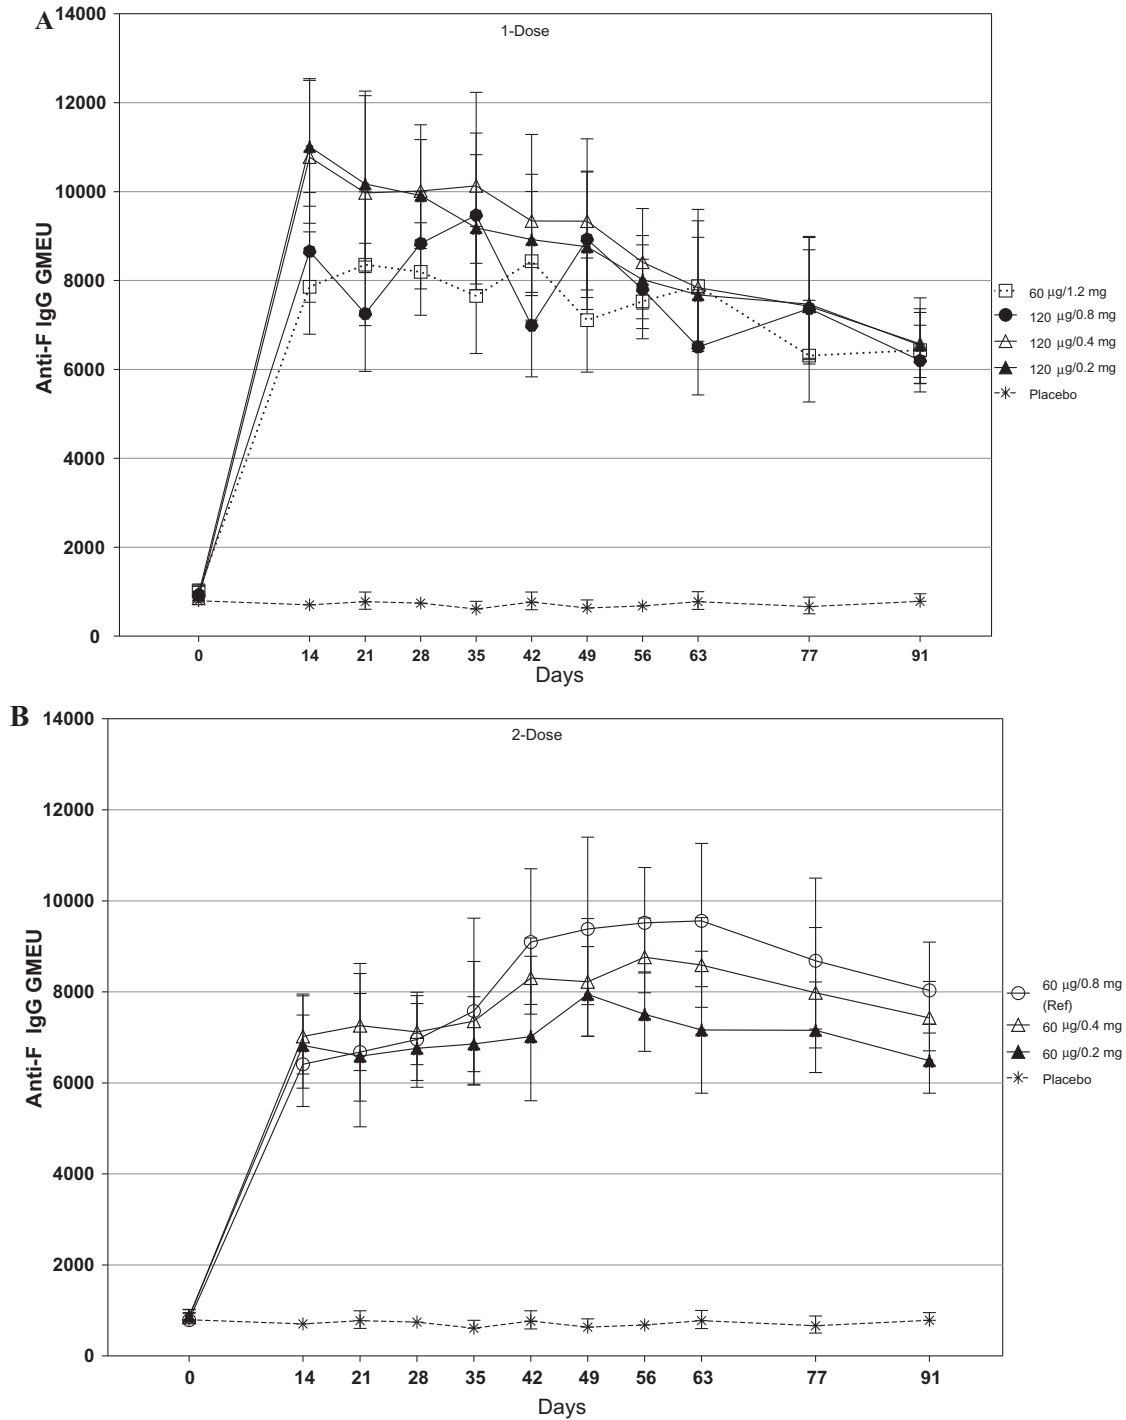 A
1-Dose
14000
12000
10000
8000
6000
4000
2000
0
Anti-F IgG GMEU
0 14 21 28 35 42 49 56 63 77 91
Days
60 µg/1.2 mg
120 µg/0.8 mg
120 µg/0.4 mg
120 µg/0.2 mg
Placebo
B
2-Dose
14000
12000
10000
8000
6000
4000
2000
0
Anti-F IgG GMEU
0 14 21 28 35 42 49 56 63 77 91
Days
60 µg/0.8 mg
(Ref)
60 µg/0.4 mg
60 µg/0.2 mg
Placebo